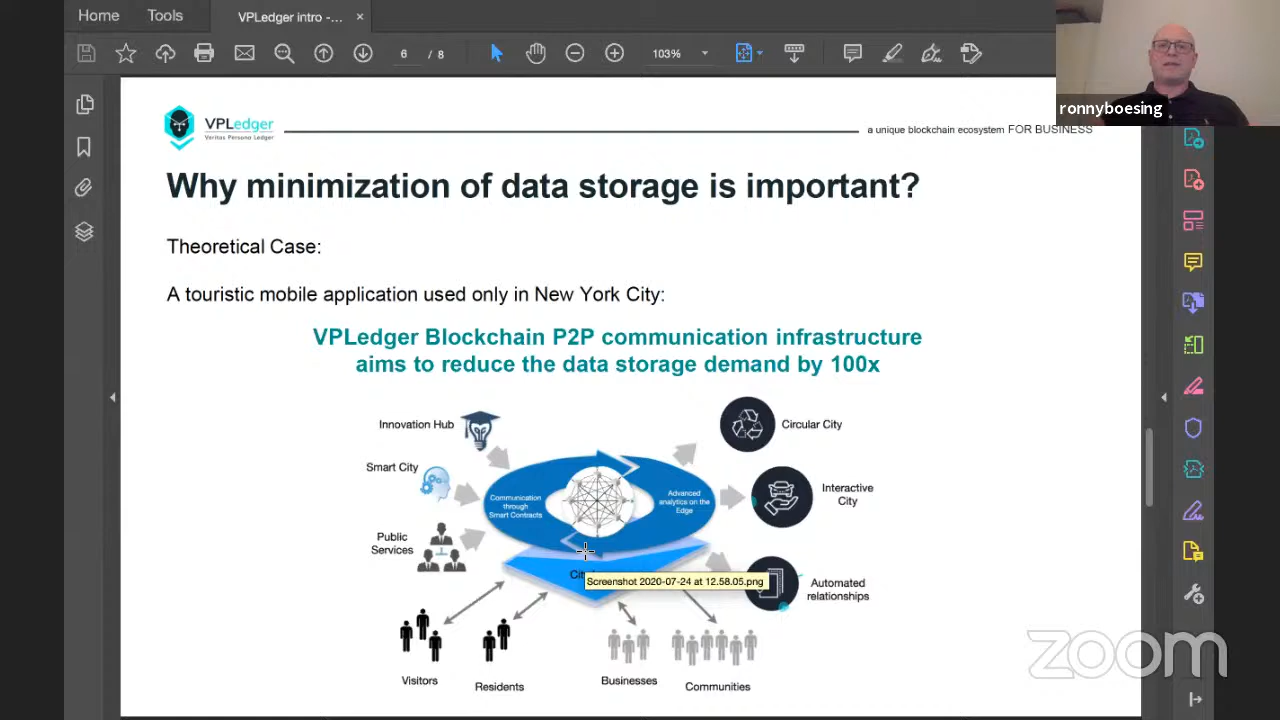 Home Tools VPLedger intro -... ×
6 / 8 103%
ronnyboesing
VPLedger
Veritas Persona Ledger
a unique blockchain ecosystem FOR BUSINESS
Why minimization of data storage is important?
Theoretical Case:
A touristic mobile application used only in New York City:
VPLedger Blockchain P2P communication infrastructure
aims to reduce the data storage demand by 100x
Innovation Hub
Circular City
Smart City
Communication
through
Smart Contracts
Advanced
analytics on the
Edge
Interactive
City
Public
Services
Screenshot 2020-07-24 at 12.58.05.png
Automated
relationships
Visitors
Residents
Businesses
Communities
zoom